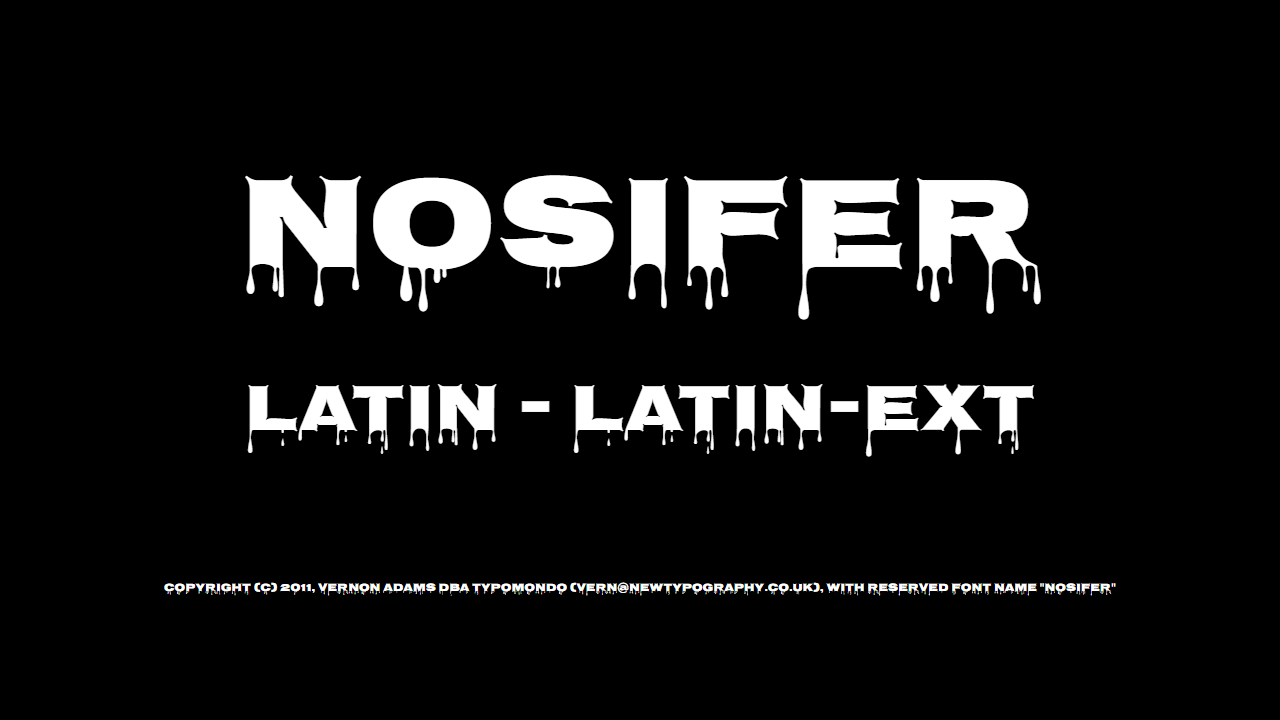 NOSIFER
LATIN - LATIN-EXT
COPYRIGHT (C) 2011, VERNON ADAMS DBA TYPOMONDO (VERN@NEWTYPOGRAPHY.CO.UK), WITH RESERVED FONT NAME "NOSIFER"